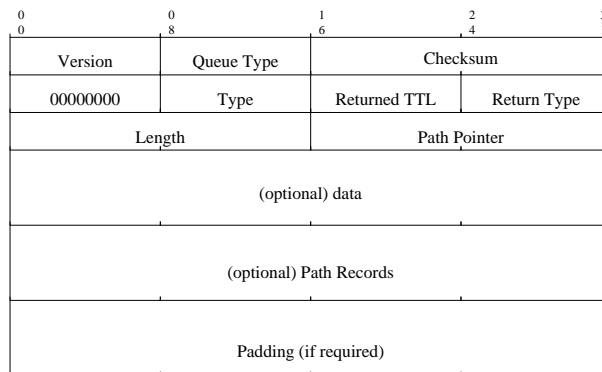 0 0 1 2 3
0 8 6 4
Version Queue Type Checksum
00000000 Type Returned TTL Return Type
Length Path Pointer
(optional) data
(optional) Path Records
Padding (if required)